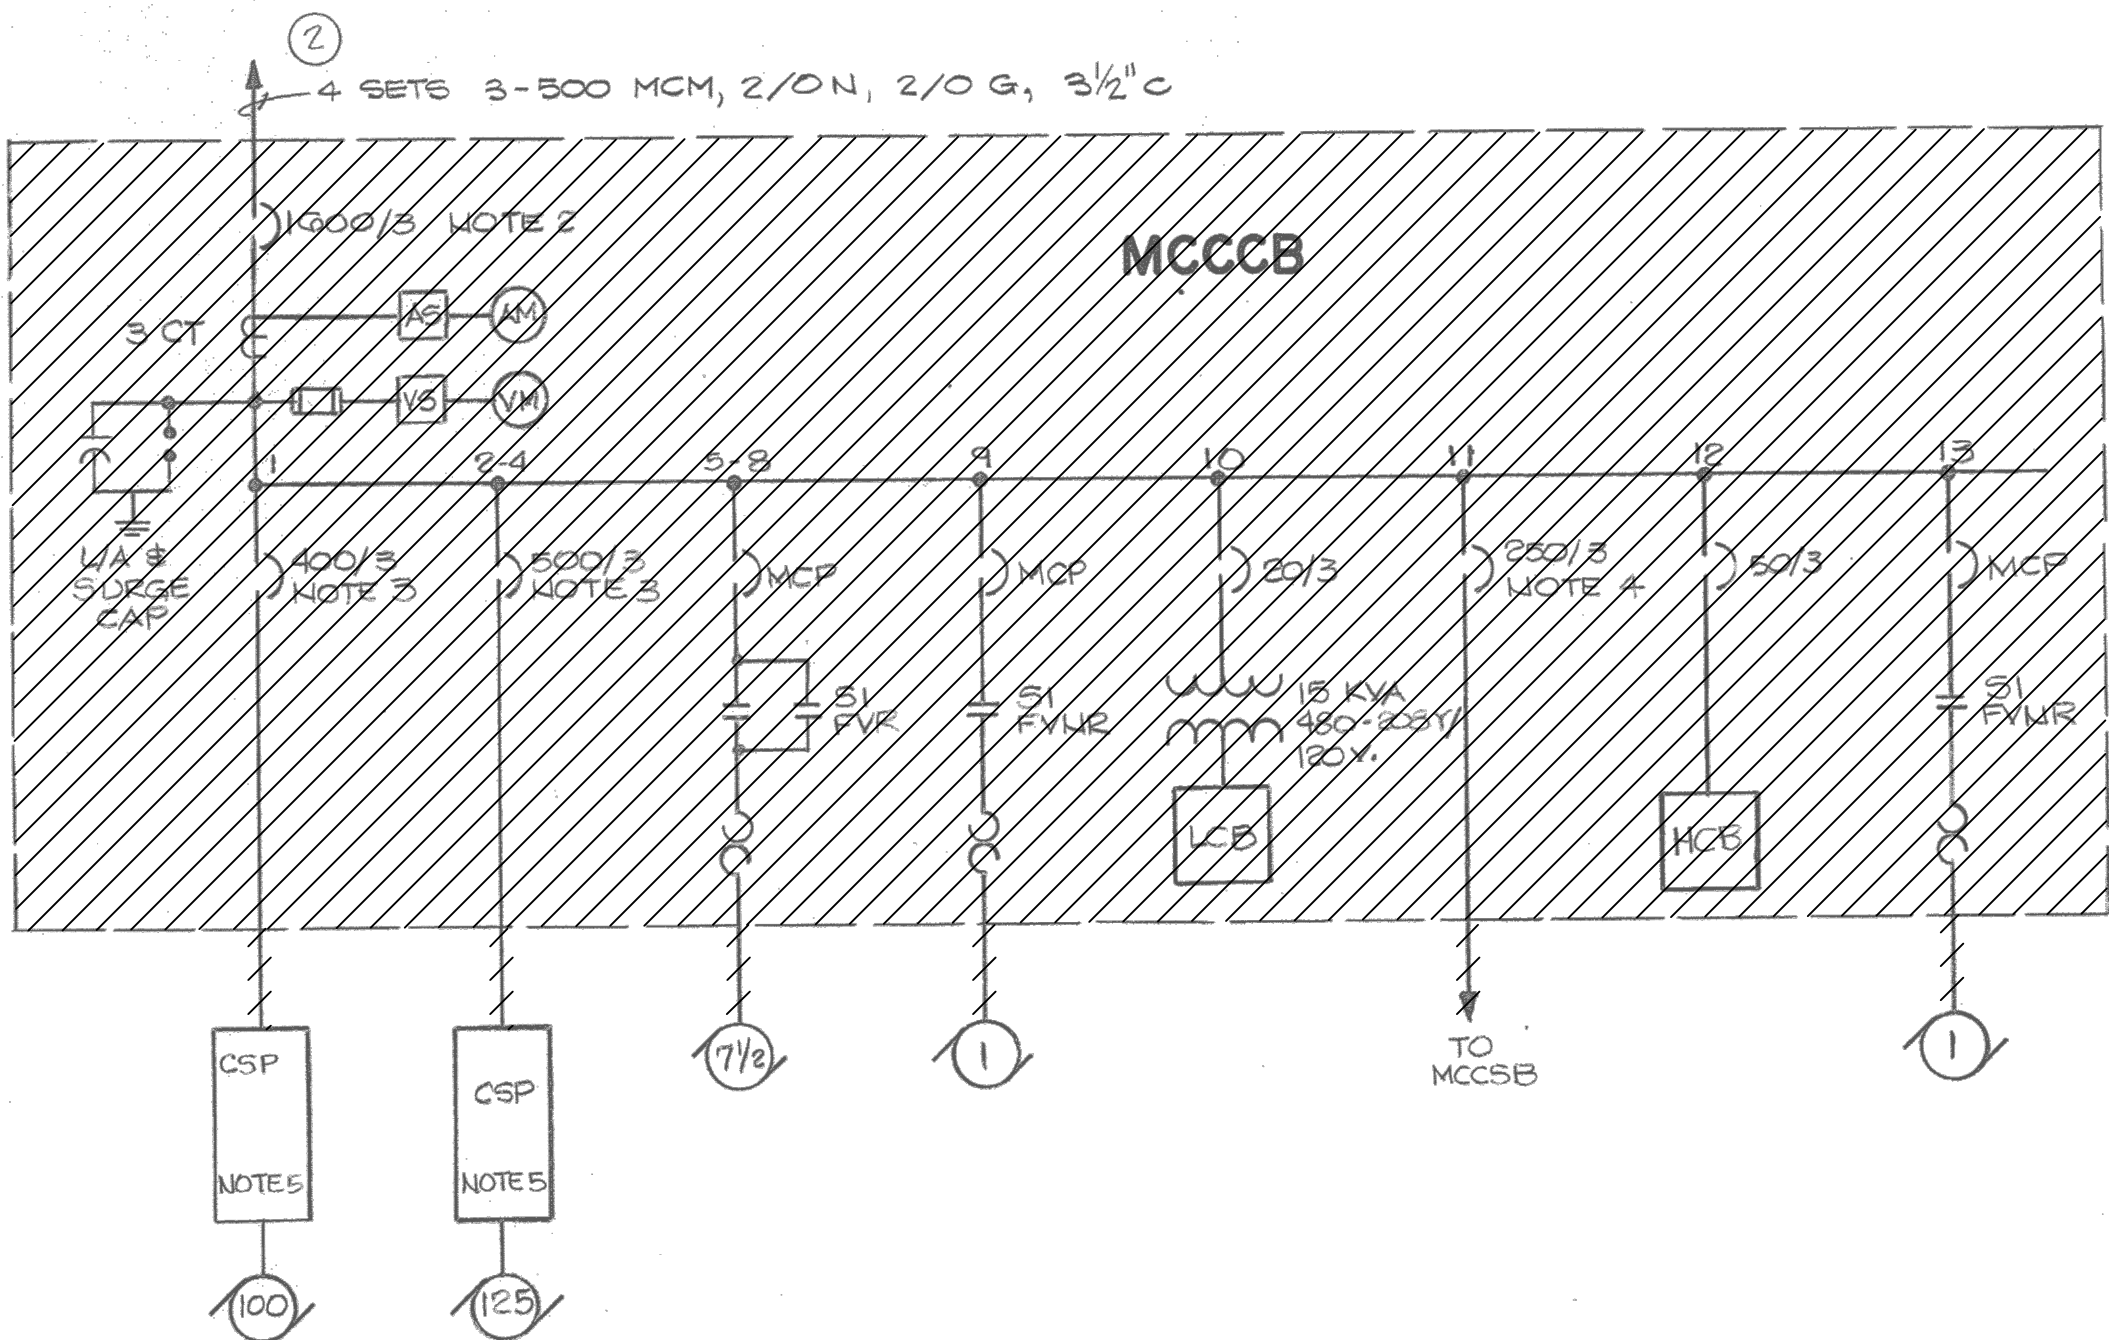 2
4 SETS 3-500 MCM, 2/0 N, 2/0 G, 3½" C
1600/3 NOTE 2
MCCCB
AS
AM
3 CT
VS
VM
1
2-4
5-8
9
10
11
12
13
L/A &
SURGE
CAP
400/3
NOTE 3
500/3
NOTE 3
MCP
MCP
20/3
250/3
NOTE 4
50/3
MCP
S1
FVR
S1
FVNR
15 KVA
480-208Y/
120V.
S1
FVNR
LCB
HCB
CSP
NOTE 5
CSP
NOTE 5
7½
1
TO
MCCSB
1
100
125